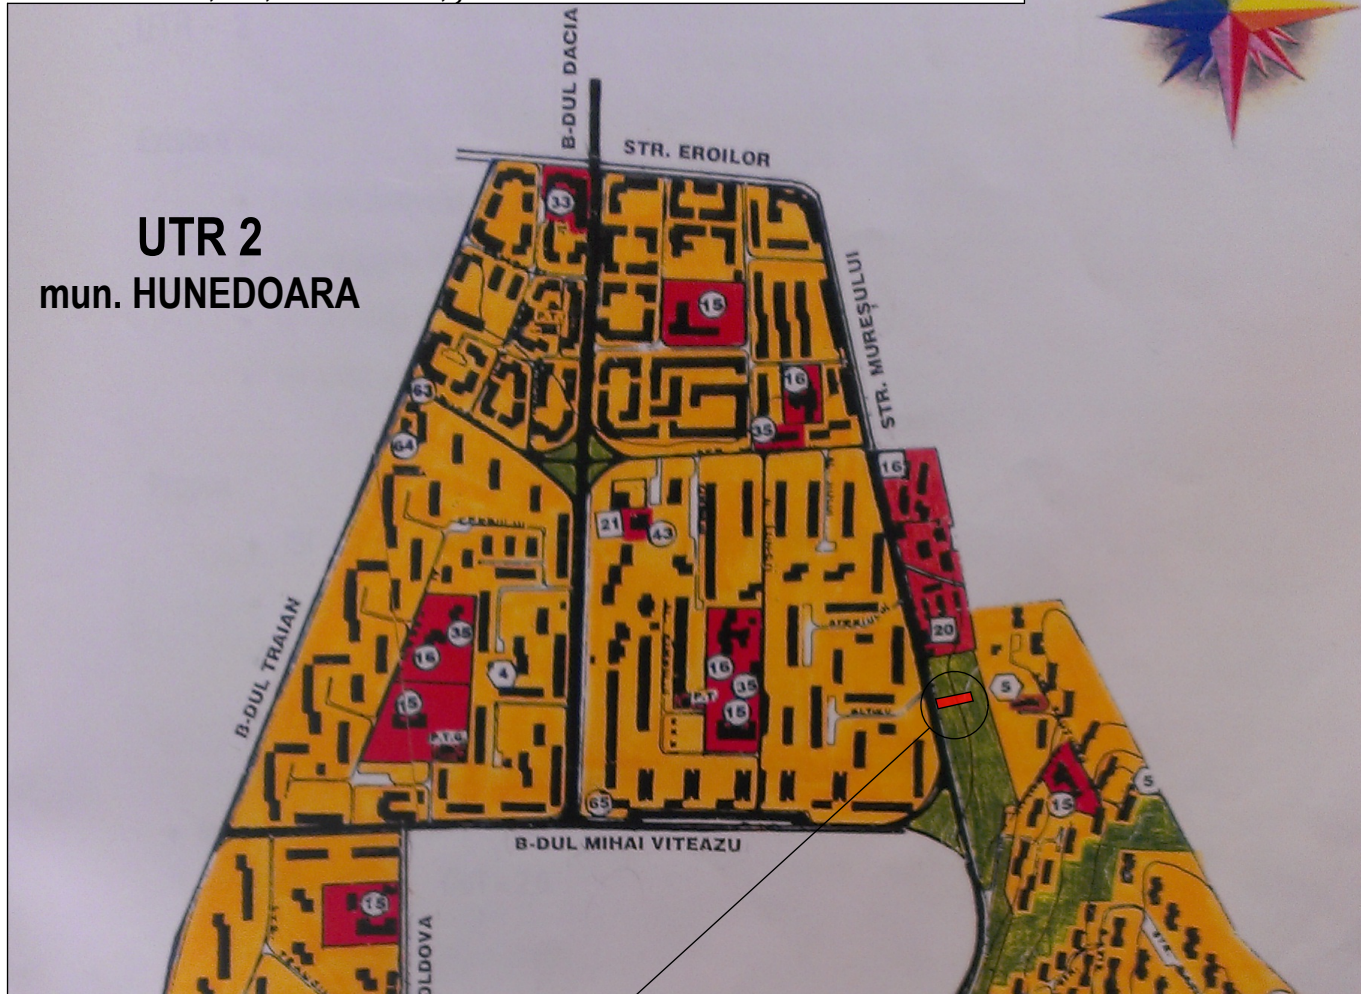 B-DUL DACIA
STR. EROILOR
UTR 2
mun. HUNEDOARA
33
15
STR. MUREȘULUI
63
16
35
64
16
21
43
20
B-DUL TRAIAN
35
16
4
16
35
P.T
5
15
15
P.T.G.
5
15
65
B-DUL MIHAI VITEAZU
15
OLDOVA
STR